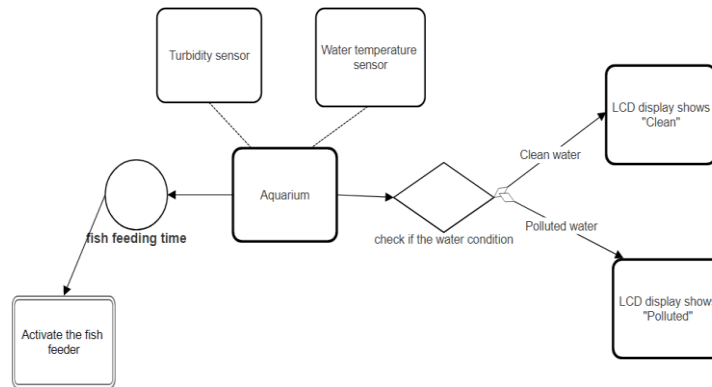 Turbidity sensor
Water temperature
sensor
LCD display shows
"Clean"
Clean water
Aquarium
fish feeding time
check if the water condition
Polluted water
LCD display shows
"Polluted"
Activate the fish
feeder